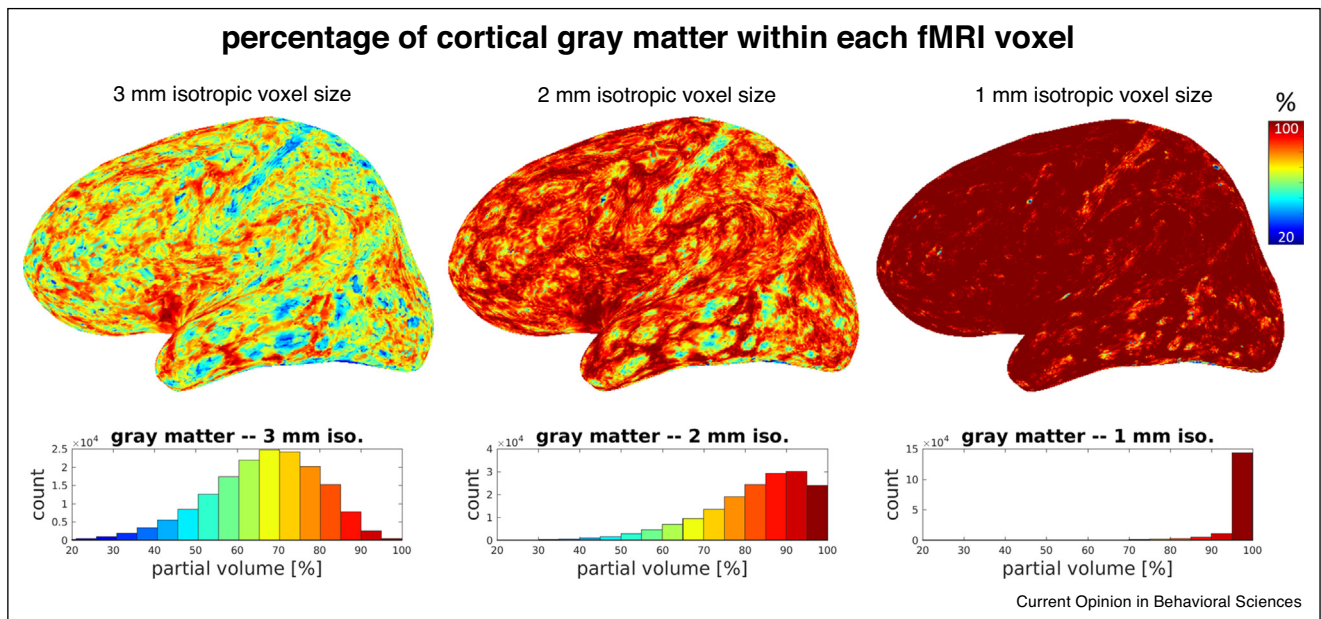 percentage of cortical gray matter within each fMRI voxel
3 mm isotropic voxel size
2 mm isotropic voxel size
1 mm isotropic voxel size
%
100
20
×10⁴
gray matter -- 3 mm iso.
2.5
2
1.5
1
0.5
0
count
20 30 40 50 60 70 80 90 100
partial volume [%]
×10⁴
gray matter -- 2 mm iso.
4
3
2
1
0
count
20 30 40 50 60 70 80 90 100
partial volume [%]
×10⁴
gray matter -- 1 mm iso.
15
10
5
0
count
20 30 40 50 60 70 80 90 100
partial volume [%]
Current Opinion in Behavioral Sciences